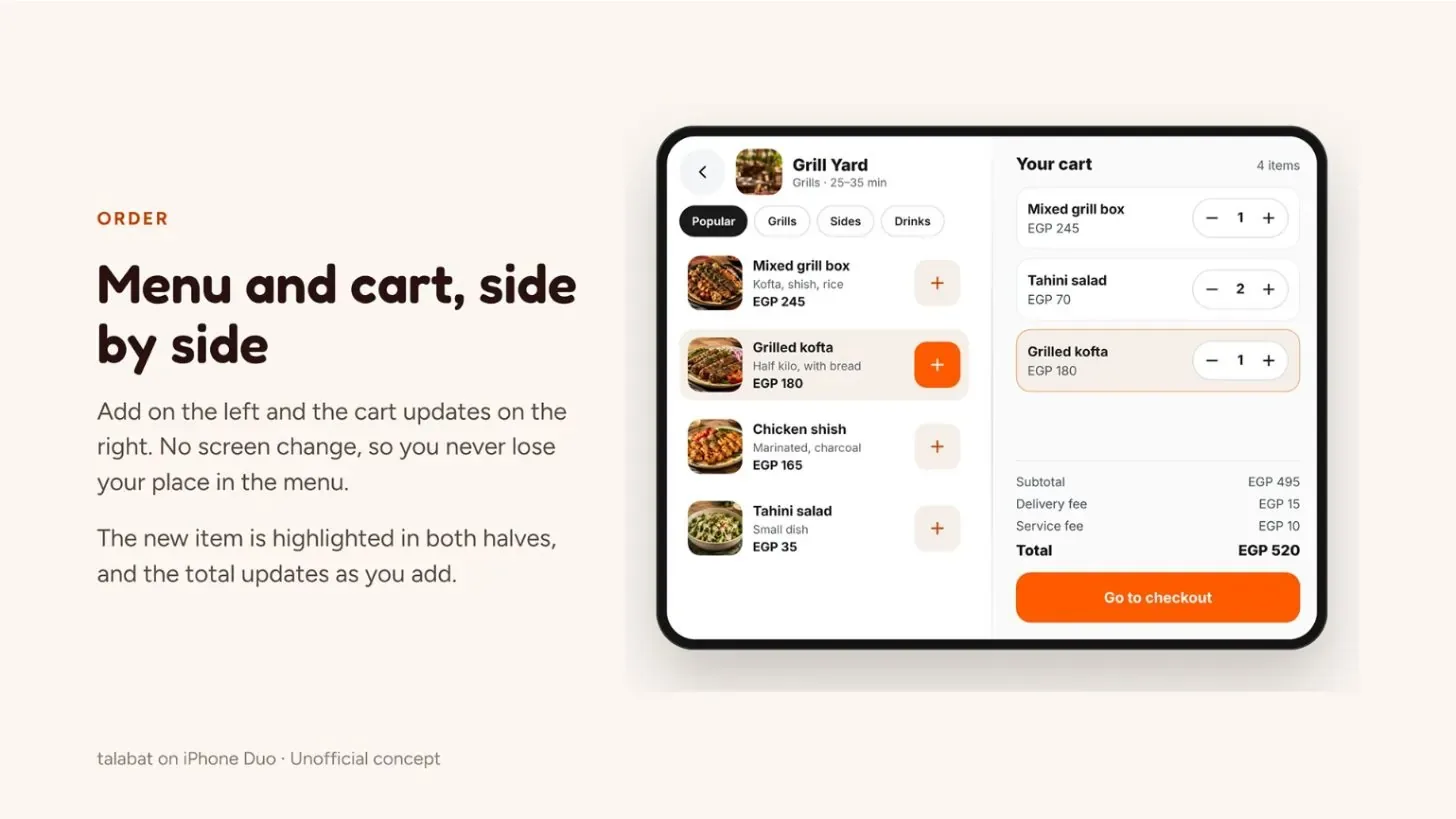 ORDER
Menu and cart, side
by side
Add on the left and the cart updates on the
right. No screen change, so you never lose
your place in the menu.
The new item is highlighted in both halves,
and the total updates as you add.
talabat on iPhone Duo · Unofficial concept
Grill Yard
Grills · 25–35 min
Popular
Grills
Sides
Drinks
Mixed grill box
Kofta, shish, rice
EGP 245
+
Grilled kofta
Half kilo, with bread
EGP 180
+
Chicken shish
Marinated, charcoal
EGP 165
+
Tahini salad
Small dish
EGP 35
+
Your cart
4 items
Mixed grill box
EGP 245
− 1 +
Tahini salad
EGP 70
− 2 +
Grilled kofta
EGP 180
− 1 +
Subtotal EGP 495
Delivery fee EGP 15
Service fee EGP 10
Total EGP 520
Go to checkout